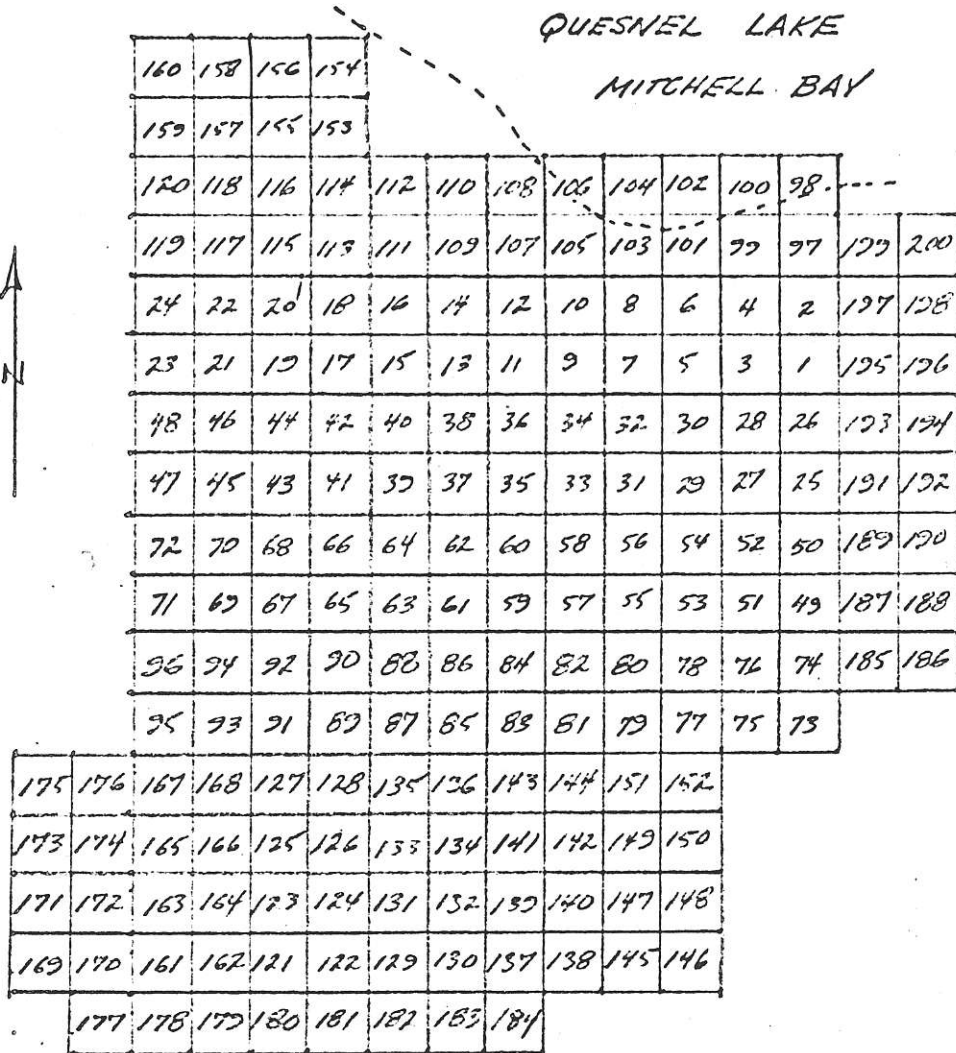 QUESNEL LAKE
MITCHELL BAY
160 158 156 154
159 157 155 153
120 118 116 114 112 110 108 106 104 102 100 98
119 117 115 113 111 109 107 105 103 101 99 97 199 200
24 22 20 18 16 14 12 10 8 6 4 2 197 198
N
23 21 19 17 15 13 11 9 7 5 3 1 195 196
48 46 44 42 40 38 36 34 32 30 28 26 193 194
47 45 43 41 39 37 35 33 31 29 27 25 191 192
72 70 68 66 64 62 60 58 56 54 52 50 189 190
71 69 67 65 63 61 59 57 55 53 51 49 187 188
96 94 92 90 88 86 84 82 80 78 76 74 185 186
95 93 91 89 87 85 83 81 79 77 75 73
175 176 167 168 127 128 135 136 143 144 151 152
173 174 165 166 125 126 133 134 141 142 149 150
171 172 163 164 123 124 131 132 139 140 147 148
169 170 161 162 121 122 129 130 137 138 145 146
177 178 179 180 181 182 183 184